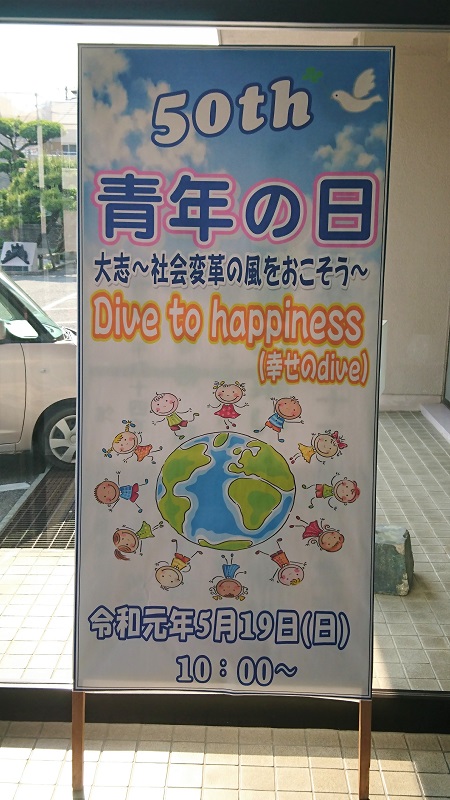 50th
青年の日
大志～社会変革の風をおこそう～
Dive to happiness
(幸せのdive)
令和元年5月19日(日)
10：00～